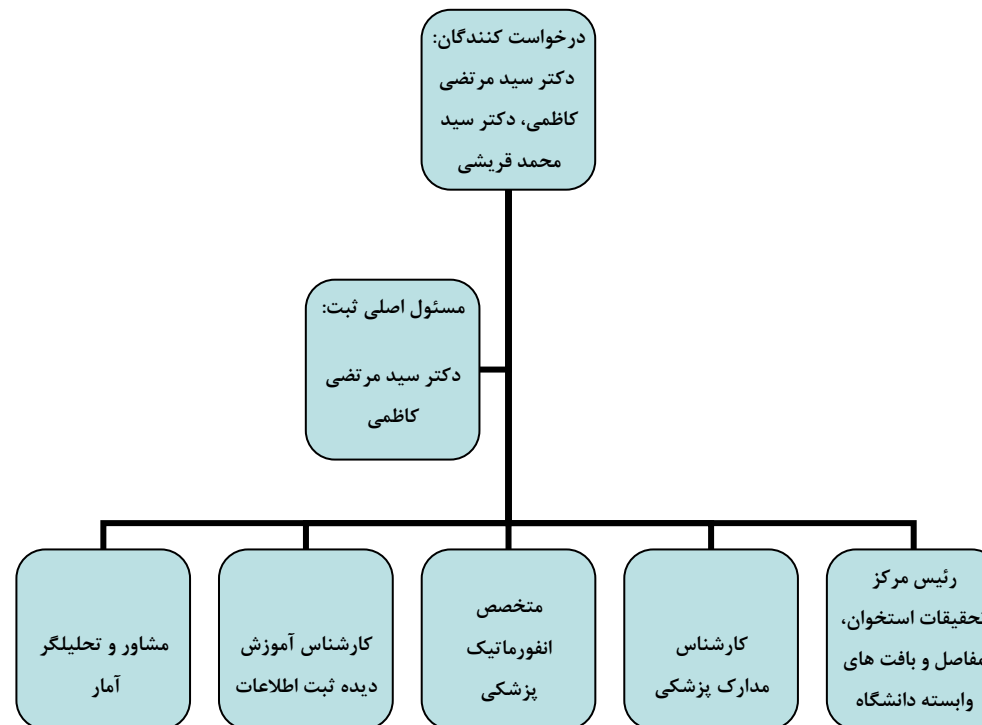 درخواست کنندگان:
دکتر سید مرتضی
کاظمی، دکتر سید
محمد قریشی
مسئول اصلی ثبت:
دکتر سید مرتضی
کاظمی
رئیس مرکز
تحقیقات استخوان،
مفاصل و بافت های
وابسته دانشگاه
کارشناس
مدارک پزشکی
متخصص
انفورماتیک
پزشکی
کارشناس آموزش
دیده ثبت اطلاعات
مشاور و تحلیلگر
آمار